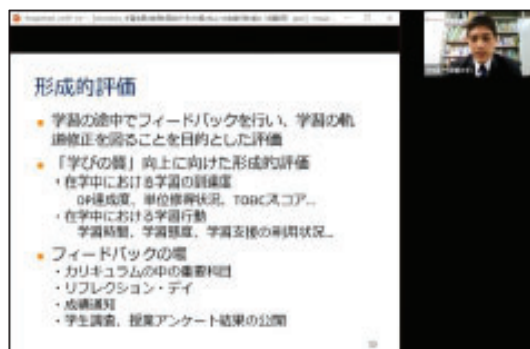 形成的評価
学習の途中でフィードバックを行い、学習の軌
道修正を図ることを目的とした評価
「学びの質」向上に向けた形成的評価
・在学中における学習の到達度
DP達成度、単位修得状況、TOEICスコア...
・在学中における学習行動
学習時間、学習態度、学習支援の利用状況...
フィードバックの場
・カリキュラムの中の重要科目
・リフレクション・デイ
・成績通知
・学生調査、授業アンケート結果の公開